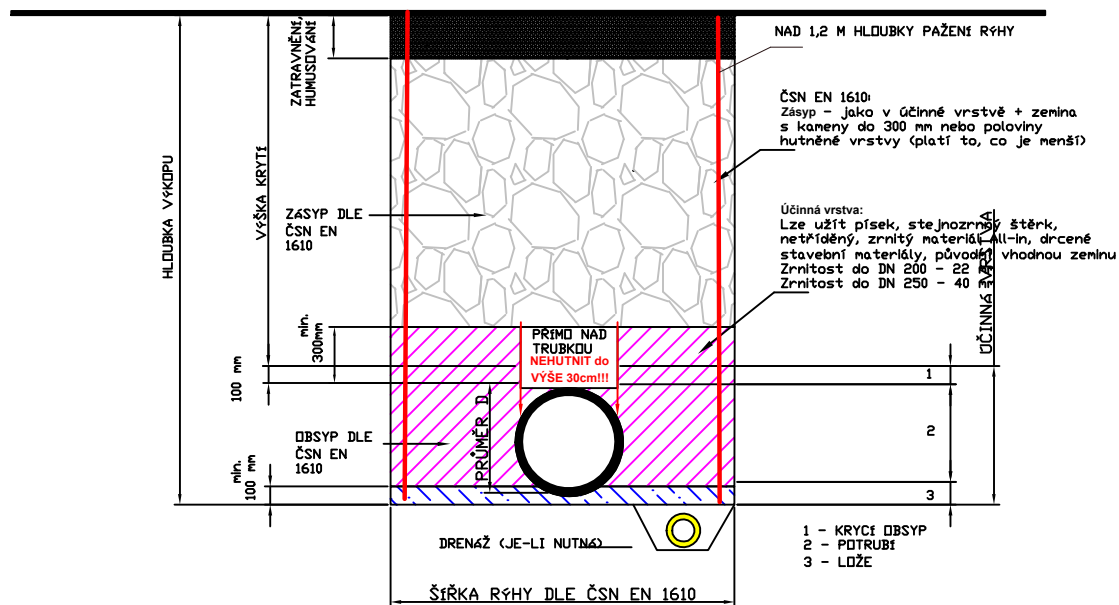 NAD 1,2 M HLOUBKY PAŽENÍ RÝHY
ZATRAVNĚNÍ,
HUMUSOVÁNÍ
ČSN EN 1610:
Zásyp - jako v účinné vrstvě + zemina
s kameny do 300 mm nebo poloviny
hutněné vrstvy (platí to, co je menší)
HLOUBKA VÝKOPU
VÝŠKA KRYTÍ
ZÁSYP DLE
ČSN EN
1610
Účinná vrstva:
Lze užít písek, stejnozrnný štěrk,
netříděný, zrnitý materiál All-in, drcené
stavební materiály, původní vhodnou zeminu
Zrnitost do DN 200 - 22 mm
Zrnitost do DN 250 - 40 mm
ÚČINNÁ VRSTVA
min.
300mm
PŘÍMO NAD
TRUBKOU
NEHUTNIT do
VÝŠE 30cm!!!
100 mm
1
PRŮMĚR D
2
OBSYP DLE
ČSN EN
1610
min.
100 mm
3
DRENÁŽ (JE-LI NUTNÁ)
1 - KRYCÍ OBSYP
2 - POTRUBÍ
3 - LOŽE
ŠÍŘKA RÝHY DLE ČSN EN 1610